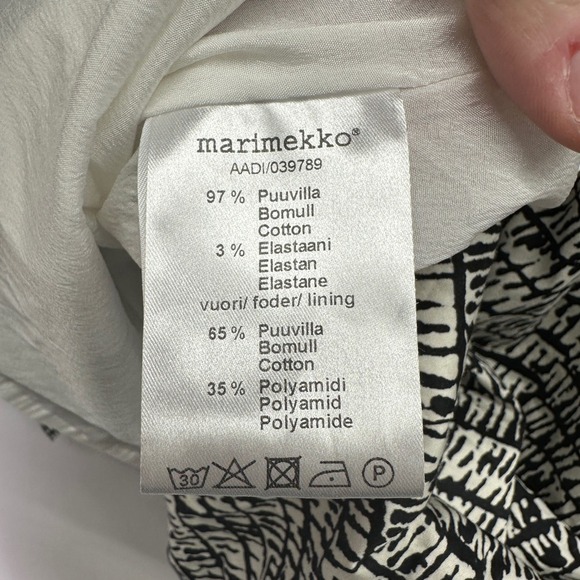 marimekko®
AADI/039789
97 % Puuvilla
Bomull
Cotton
3 % Elastaani
Elastan
Elastane
vuori/ foder/ lining
65 % Puuvilla
Bomull
Cotton
35 % Polyamidi
Polyamid
Polyamide
30 P